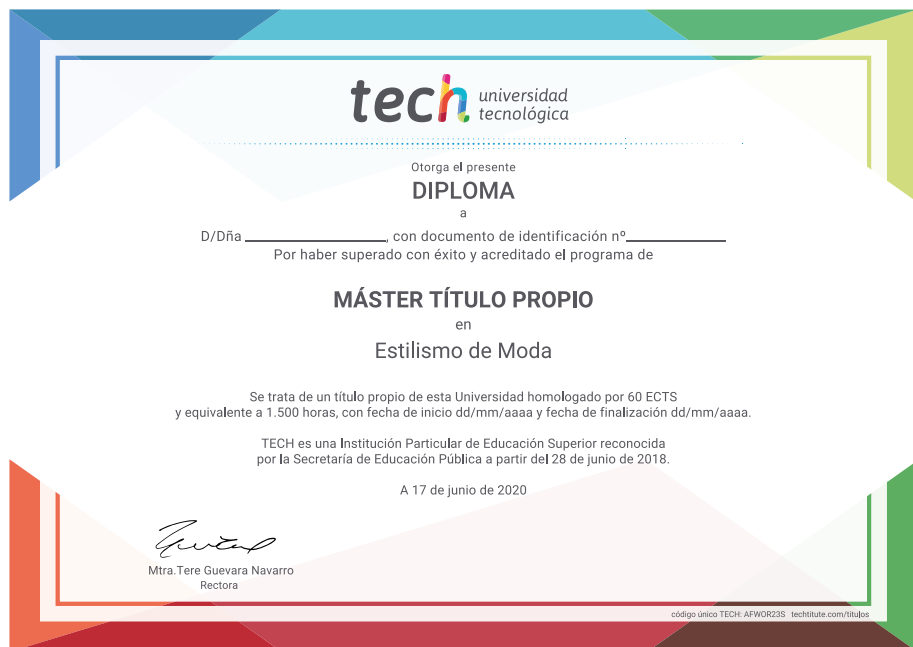 tech universidad
tecnológica
Otorga el presente
DIPLOMA
a
D/Dña ________________, con documento de identificación nº____________
Por haber superado con éxito y acreditado el programa de
MÁSTER TÍTULO PROPIO
en
Estilismo de Moda
Se trata de un título propio de esta Universidad homologado por 60 ECTS
y equivalente a 1.500 horas, con fecha de inicio dd/mm/aaaa y fecha de finalización dd/mm/aaaa.
TECH es una Institución Particular de Educación Superior reconocida
por la Secretaría de Educación Pública a partir del 28 de junio de 2018.
A 17 de junio de 2020
Mtra.Tere Guevara Navarro
Rectora
código único TECH: AFWOR23S techtitute.com/titulos